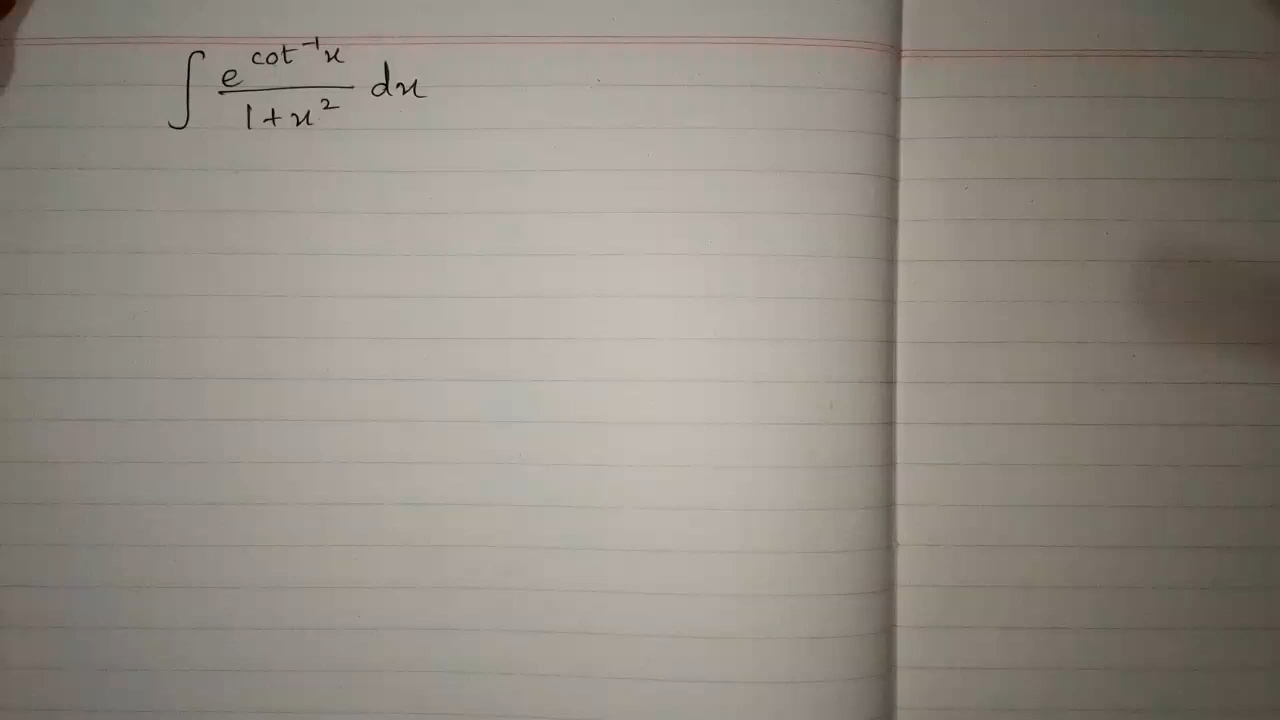 ∫ e^{cot⁻¹x} / (1+x²) dx